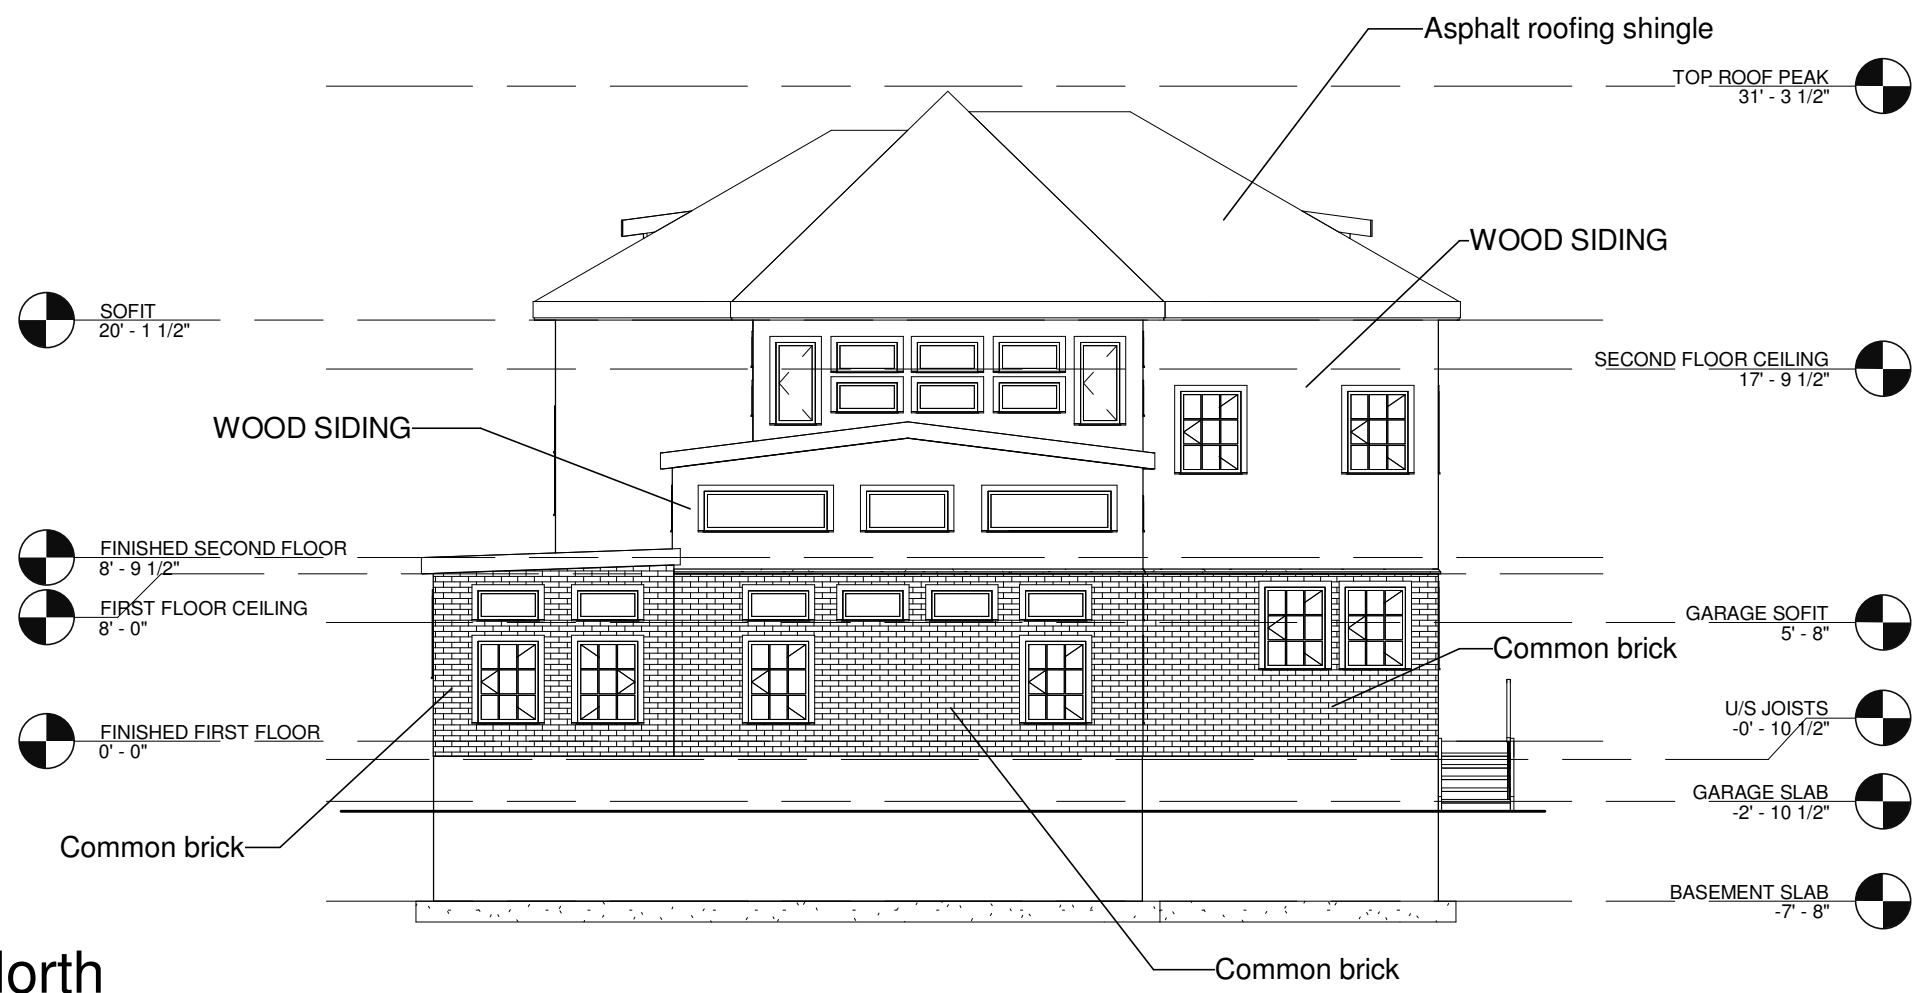 Asphalt roofing shingle
TOP ROOF PEAK
31' - 3 1/2"
WOOD SIDING
SOFIT
20' - 1 1/2"
SECOND FLOOR CEILING
17' - 9 1/2"
WOOD SIDING
FINISHED SECOND FLOOR
8' - 9 1/2"
FIRST FLOOR CEILING
8' - 0"
GARAGE SOFIT
5' - 8"
Common brick
U/S JOISTS
-0' - 10 1/2"
FINISHED FIRST FLOOR
0' - 0"
GARAGE SLAB
-2' - 10 1/2"
Common brick
BASEMENT SLAB
-7' - 8"
Common brick